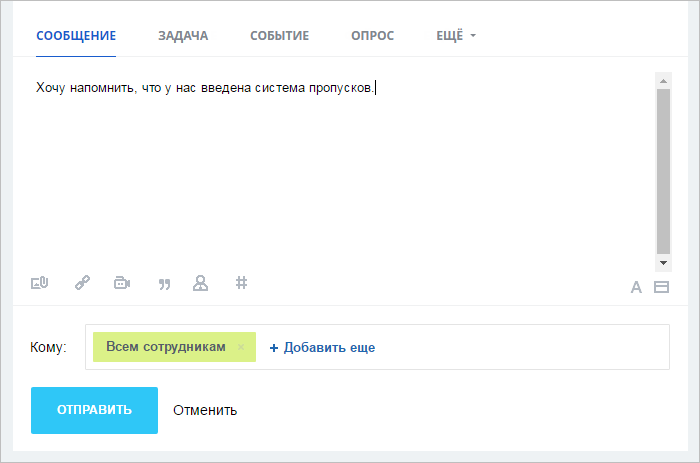 СООБЩЕНИЕ ЗАДАЧА СОБЫТИЕ ОПРОС ЕЩЁ
Хочу напомнить, что у нас введена система пропусков.
A
Кому: Всем сотрудникам × + Добавить еще
ОТПРАВИТЬ Отменить